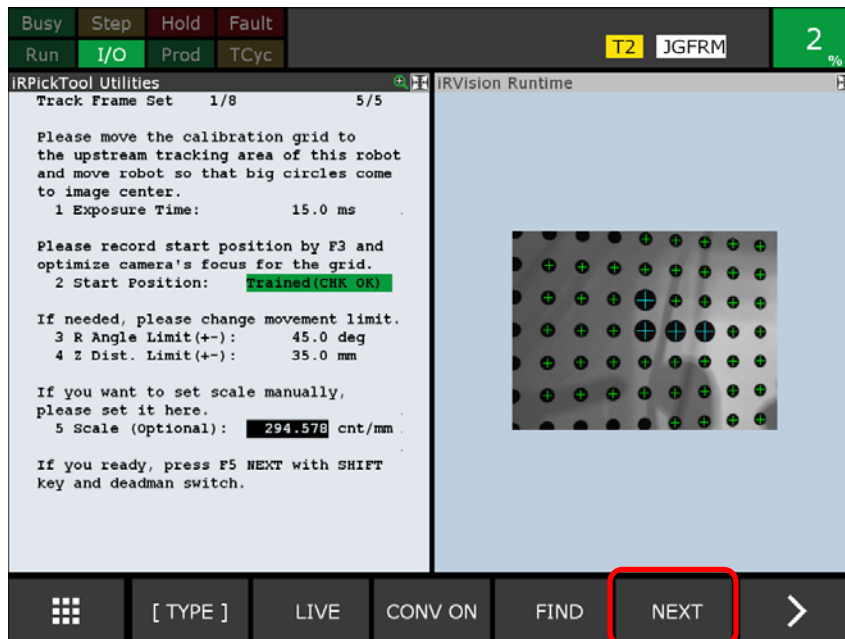 Busy Step Hold Fault
Run I/O Prod TCyc
T2 JGFRM
2 %
iRPickTool Utilities
Track Frame Set 1/8 5/5
Please move the calibration grid to
the upstream tracking area of this robot
and move robot so that big circles come
to image center.
1 Exposure Time: 15.0 ms
Please record start position by F3 and
optimize camera's focus for the grid.
2 Start Position: Trained(CHK OK)
If needed, please change movement limit.
3 R Angle Limit(+-): 45.0 deg
4 Z Dist. Limit(+-): 35.0 mm
If you want to set scale manually,
please set it here.
5 Scale (Optional): 294.578 cnt/mm
If you ready, press F5 NEXT with SHIFT
key and deadman switch.
iRVision Runtime
[ TYPE ] LIVE CONV ON FIND NEXT >